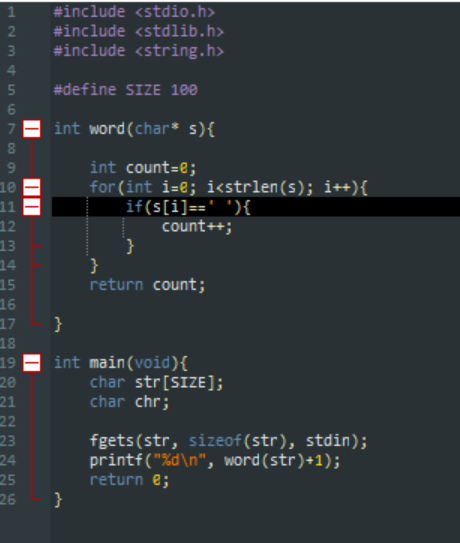 1 #include <stdio.h>
2 #include <stdlib.h>
3 #include <string.h>
4
5 #define SIZE 100
6
7 int word(char* s){
8
9     int count=0;
10     for(int i=0; i<strlen(s); i++){
11         if(s[i]==' '){
12             count++;
13         }
14     }
15     return count;
16
17 }
18
19 int main(void){
20     char str[SIZE];
21     char chr;
22
23     fgets(str, sizeof(str), stdin);
24     printf("%d\n", word(str)+1);
25     return 0;
26 }